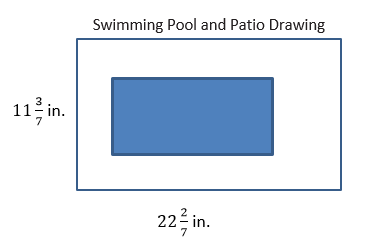 Swimming Pool and Patio Drawing
11 3/7 in.
22 2/7 in.